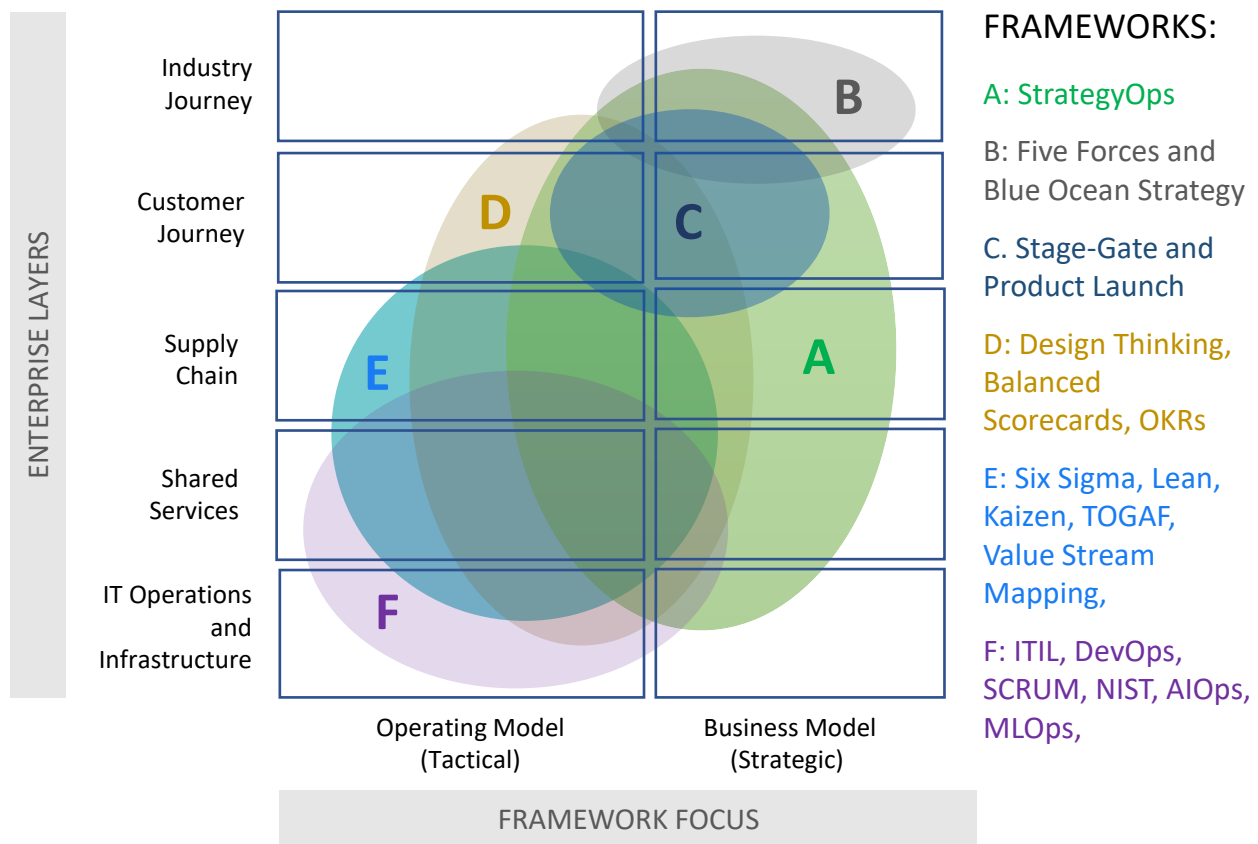 ENTERPRISE LAYERS
Industry
Journey
Customer
Journey
Supply
Chain
Shared
Services
IT Operations
and
Infrastructure
B
D
C
A
E
F
Operating Model
(Tactical)
Business Model
(Strategic)
FRAMEWORK FOCUS
FRAMEWORKS:
A: StrategyOps
B: Five Forces and
Blue Ocean Strategy
C. Stage-Gate and
Product Launch
D: Design Thinking,
Balanced
Scorecards, OKRs
E: Six Sigma, Lean,
Kaizen, TOGAF,
Value Stream
Mapping,
F: ITIL, DevOps,
SCRUM, NIST, AIOps,
MLOps,